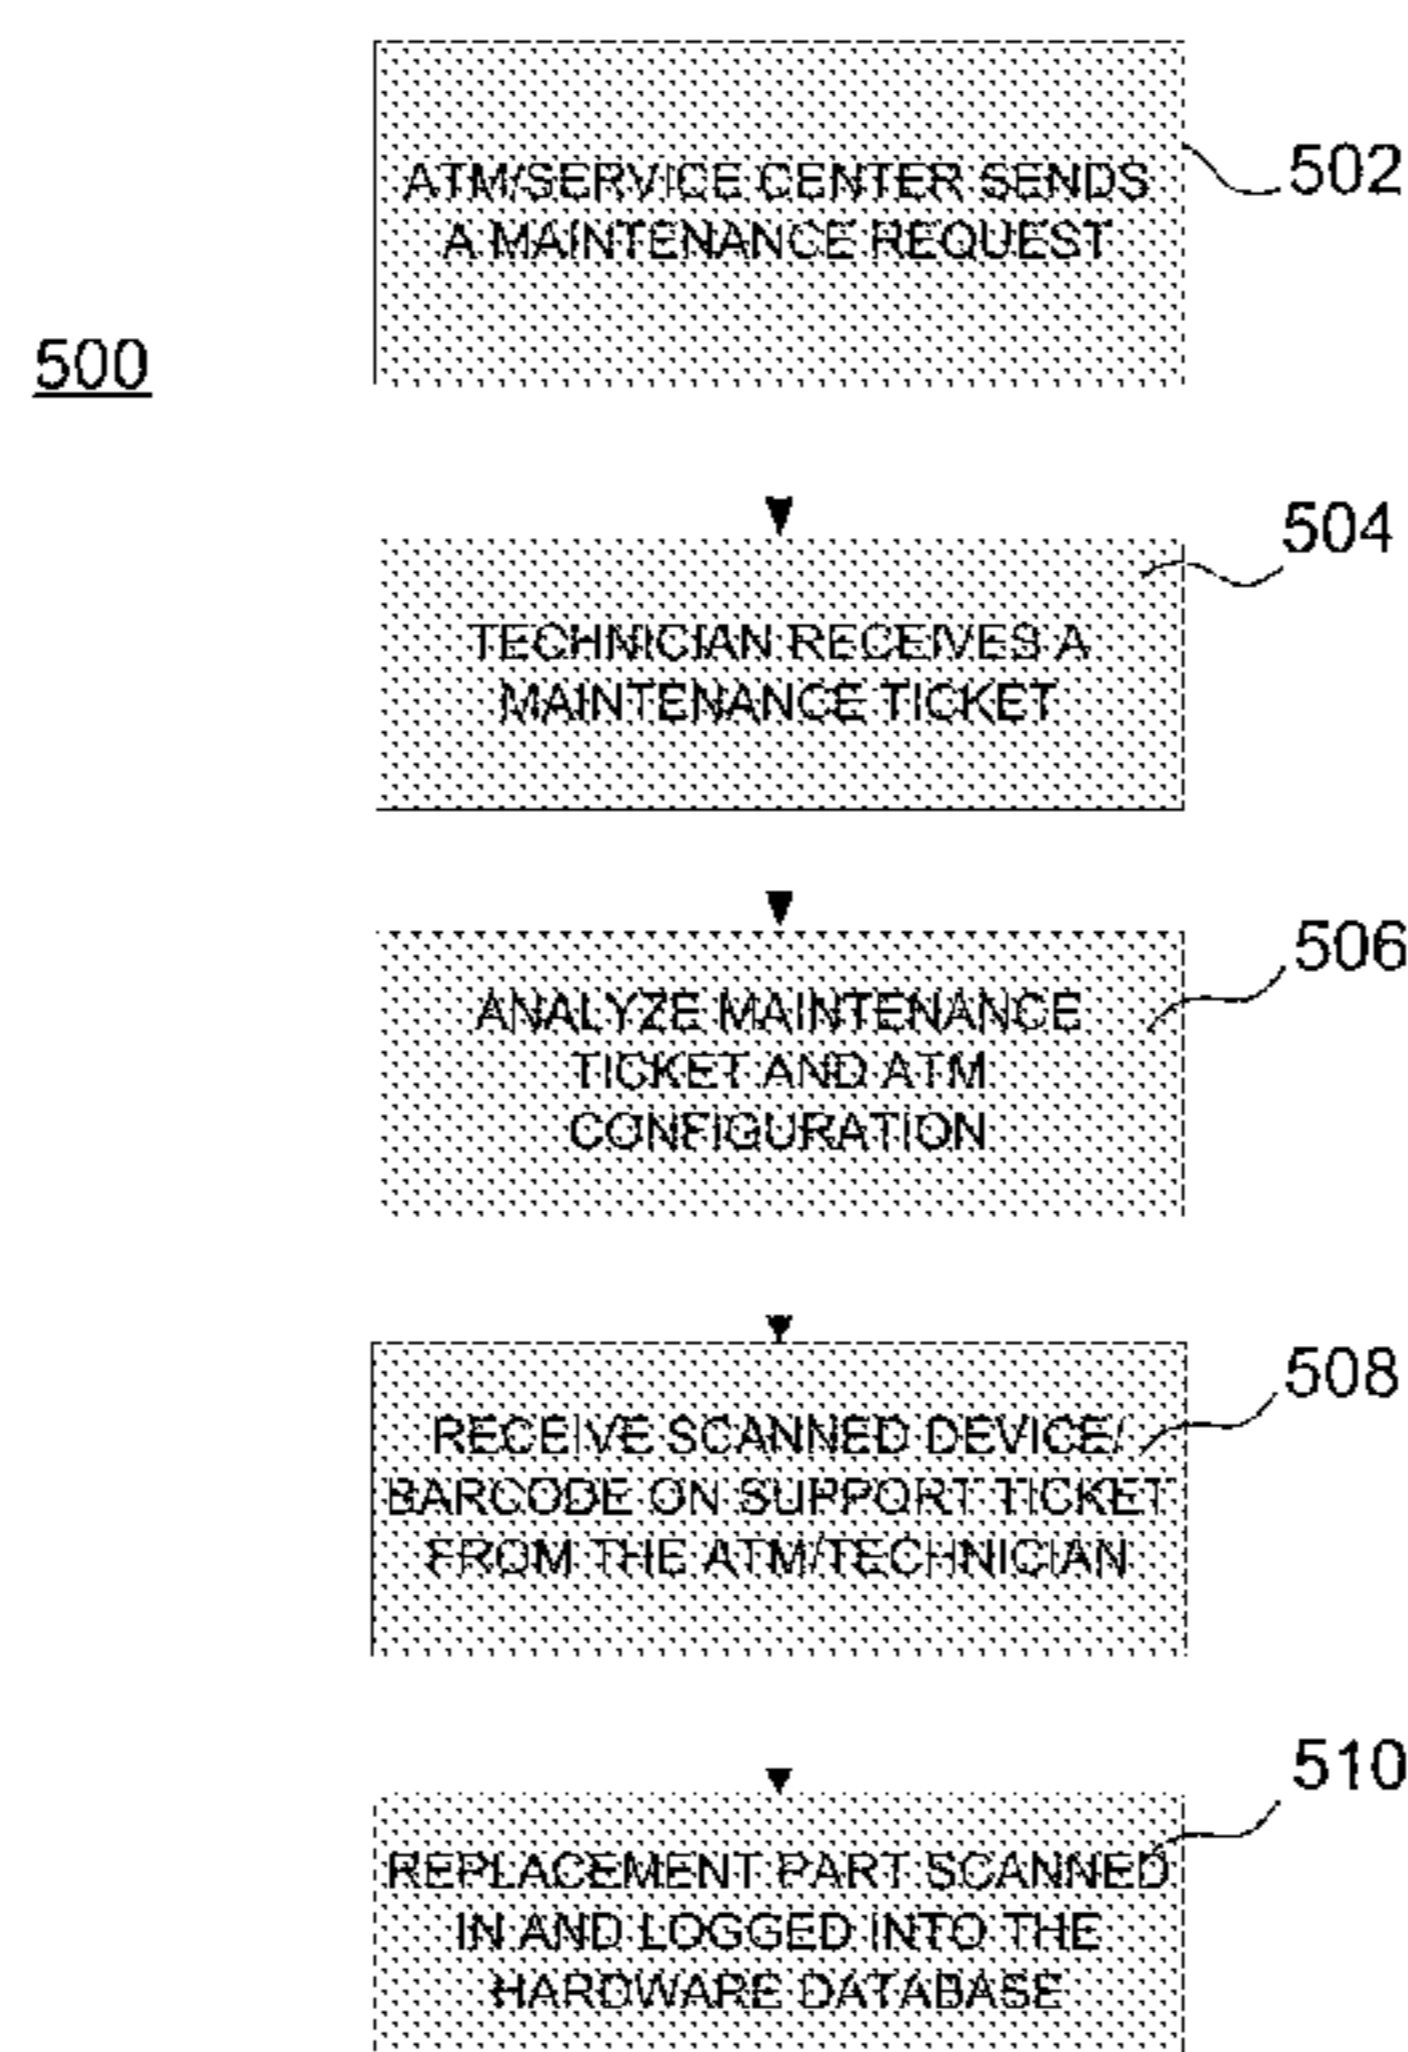 ATM/SERVICE CENTER SENDS
A MAINTENANCE REQUEST
502
500
504
TECHNICIAN RECEIVES A
MAINTENANCE TICKET
506
ANALYZE MAINTENANCE
TICKET AND ATM
CONFIGURATION
508
RECEIVE SCANNED DEVICE/
BARCODE ON SUPPORT TICKET
FROM THE ATM/TECHNICIAN
510
REPLACEMENT PART SCANNED
IN AND LOGGED INTO THE
HARDWARE DATABASE